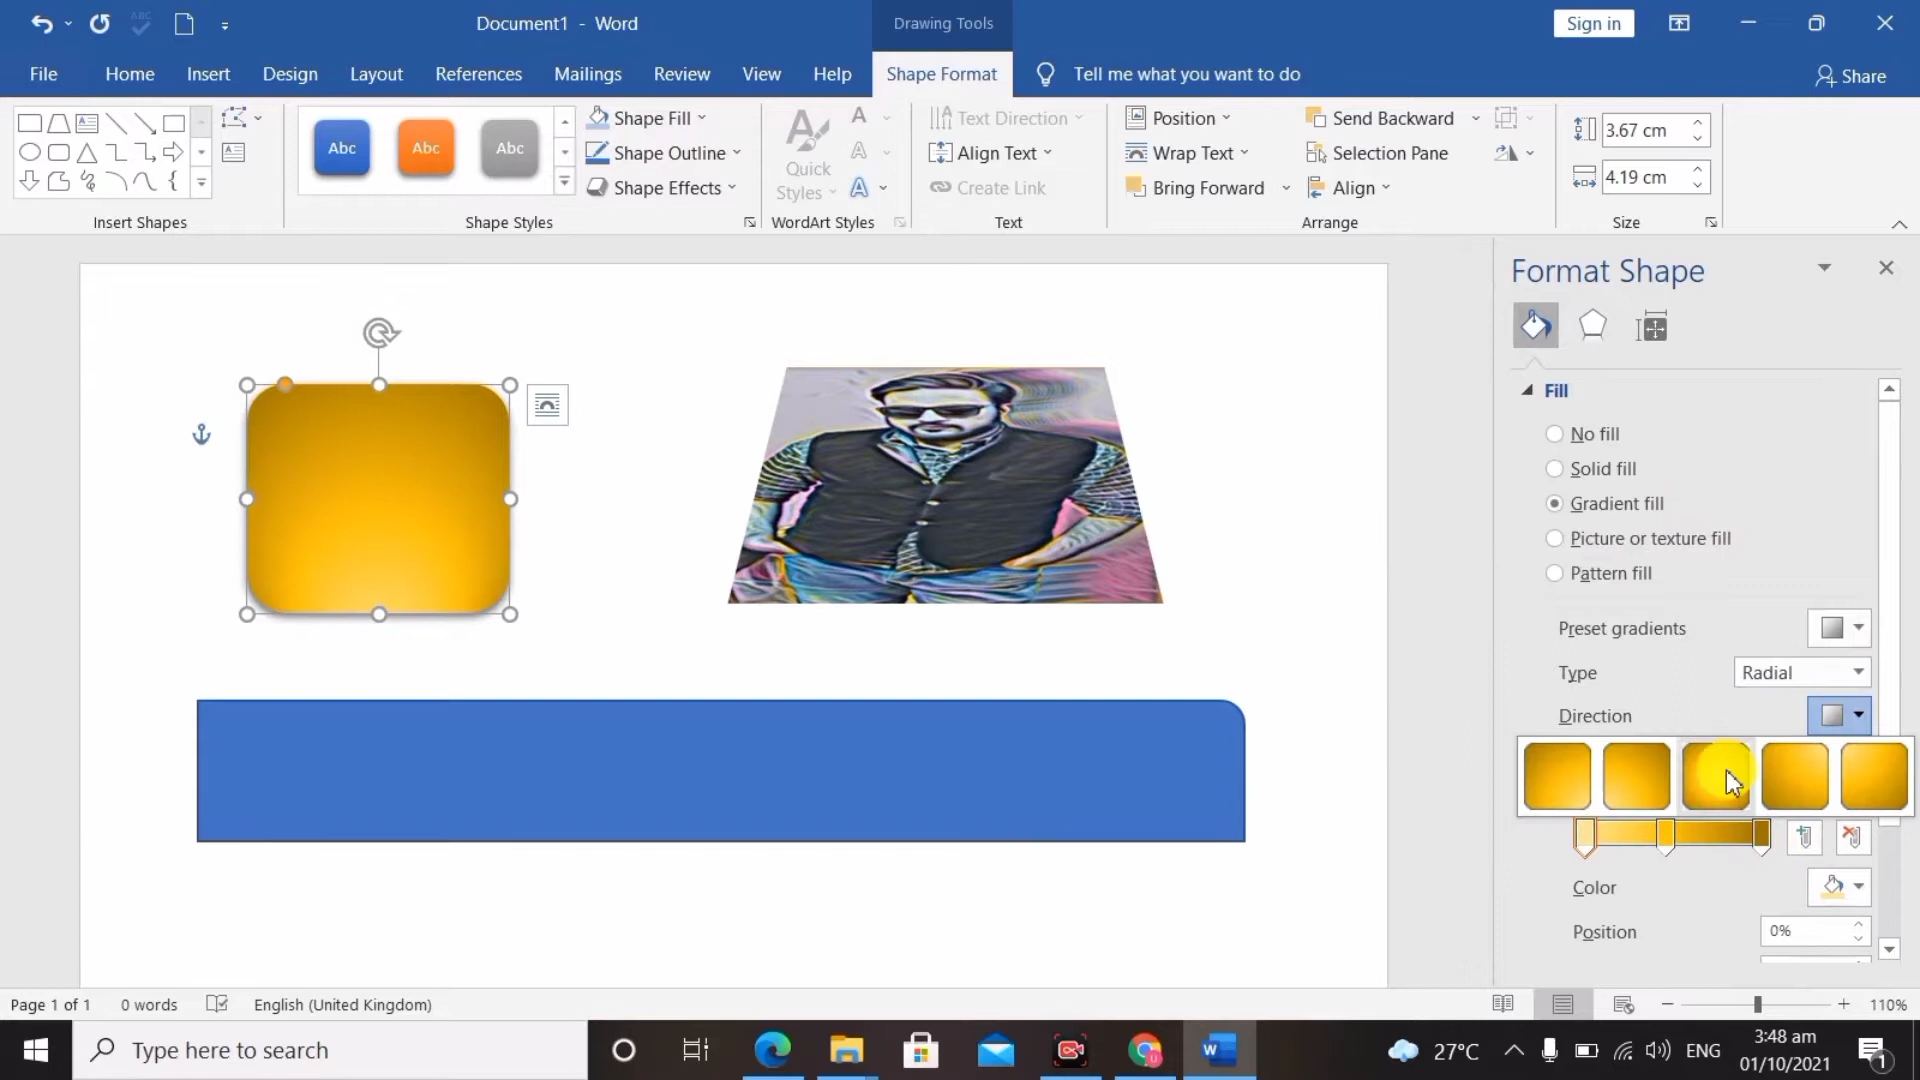 Document1 - Word
Drawing Tools
Sign in
File
Home
Insert
Design
Layout
References
Mailings
Review
View
Help
Shape Format
Tell me what you want to do
Share
Abc
Abc
Abc
Shape Fill
Shape Outline
Shape Effects
Quick
Styles
Text Direction
Align Text
Create Link
Position
Wrap Text
Bring Forward
Send Backward
Selection Pane
Align
3.67 cm
4.19 cm
Insert Shapes
Shape Styles
WordArt Styles
Text
Arrange
Size
Format Shape
Fill
No fill
Solid fill
Gradient fill
Picture or texture fill
Pattern fill
Preset gradients
Type
Radial
Direction
Color
Position
0%
Page 1 of 1
0 words
English (United Kingdom)
110%
Type here to search
27°C
ENG
3:48 am
01/10/2021
1